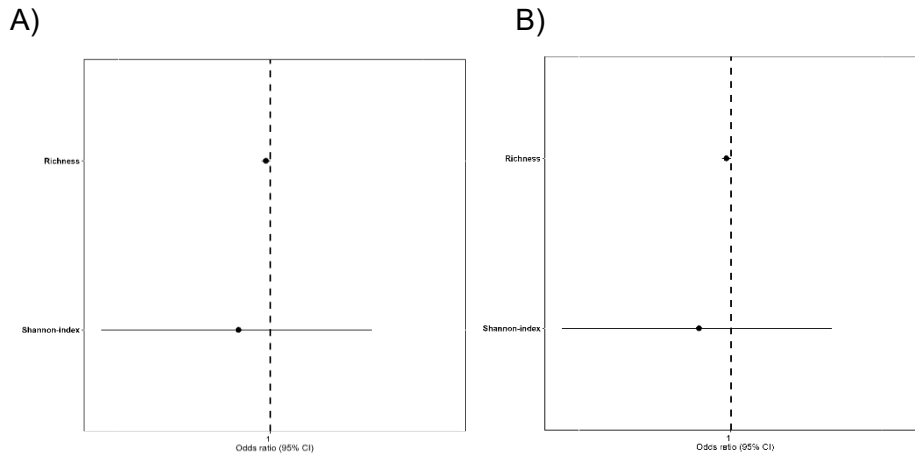 A)
Richness
Shannon-index
1
Odds ratio (95% CI)
B)
Richness
Shannon-index
1
Odds ratio (95% CI)